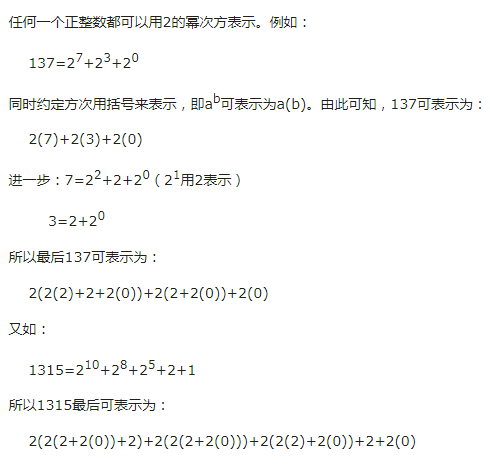 任何一个正整数都可以用2的幂次方表示。例如：
137=2^7+2^3+2^0
同时约定方次用括号来表示，即a^b可表示为a(b)。由此可知，137可表示为：
2(7)+2(3)+2(0)
进一步：7=2^2+2+2^0（2^1用2表示）
3=2+2^0
所以最后137可表示为：
2(2(2)+2+2(0))+2(2+2(0))+2(0)
又如：
1315=2^10+2^8+2^5+2+1
所以1315最后可表示为：
2(2(2+2(0))+2)+2(2(2+2(0)))+2(2(2)+2(0))+2+2(0)